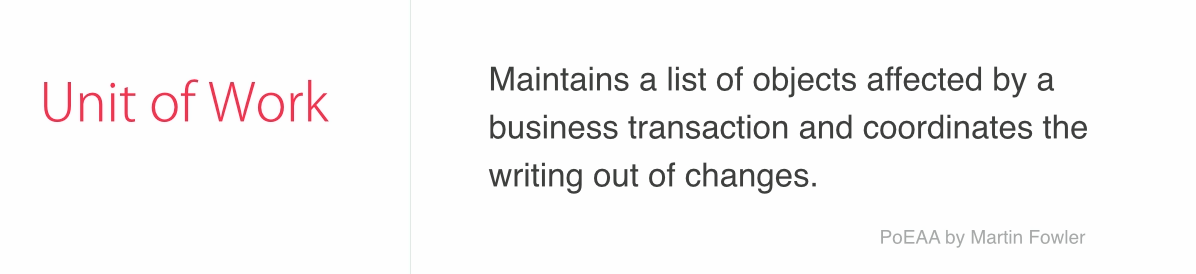 Unit of Work
Maintains a list of objects affected by a
business transaction and coordinates the
writing out of changes.
PoEAA by Martin Fowler